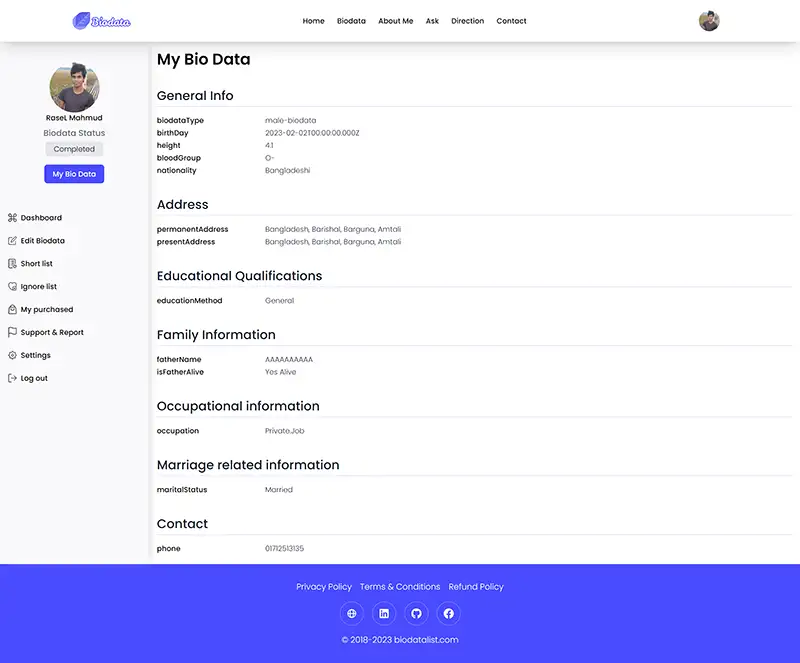 Biodata
Home Biodata About Me Ask Direction Contact
RaseL Mahmud
Biodata Status
Completed
My Bio Data
Dashboard
Edit Biodata
Short list
Ignore list
My purchased
Support & Report
Settings
Log out
My Bio Data
General Info
biodataType male-biodata
birthDay 2023-02-02T00:00:00.000Z
height 4.1
bloodGroup O-
nationality Bangladeshi
Address
permanentAddress Bangladesh, Barishal, Barguna, Amtali
presentAddress Bangladesh, Barishal, Barguna, Amtali
Educational Qualifications
educationMethod General
Family Information
fatherName AAAAAAAAAA
isFatherAlive Yes Alive
Occupational information
occupation Private.Job
Marriage related information
maritalStatus Married
Contact
phone 01712513135
Privacy Policy Terms & Conditions Refund Policy
© 2018-2023 biodatalist.com